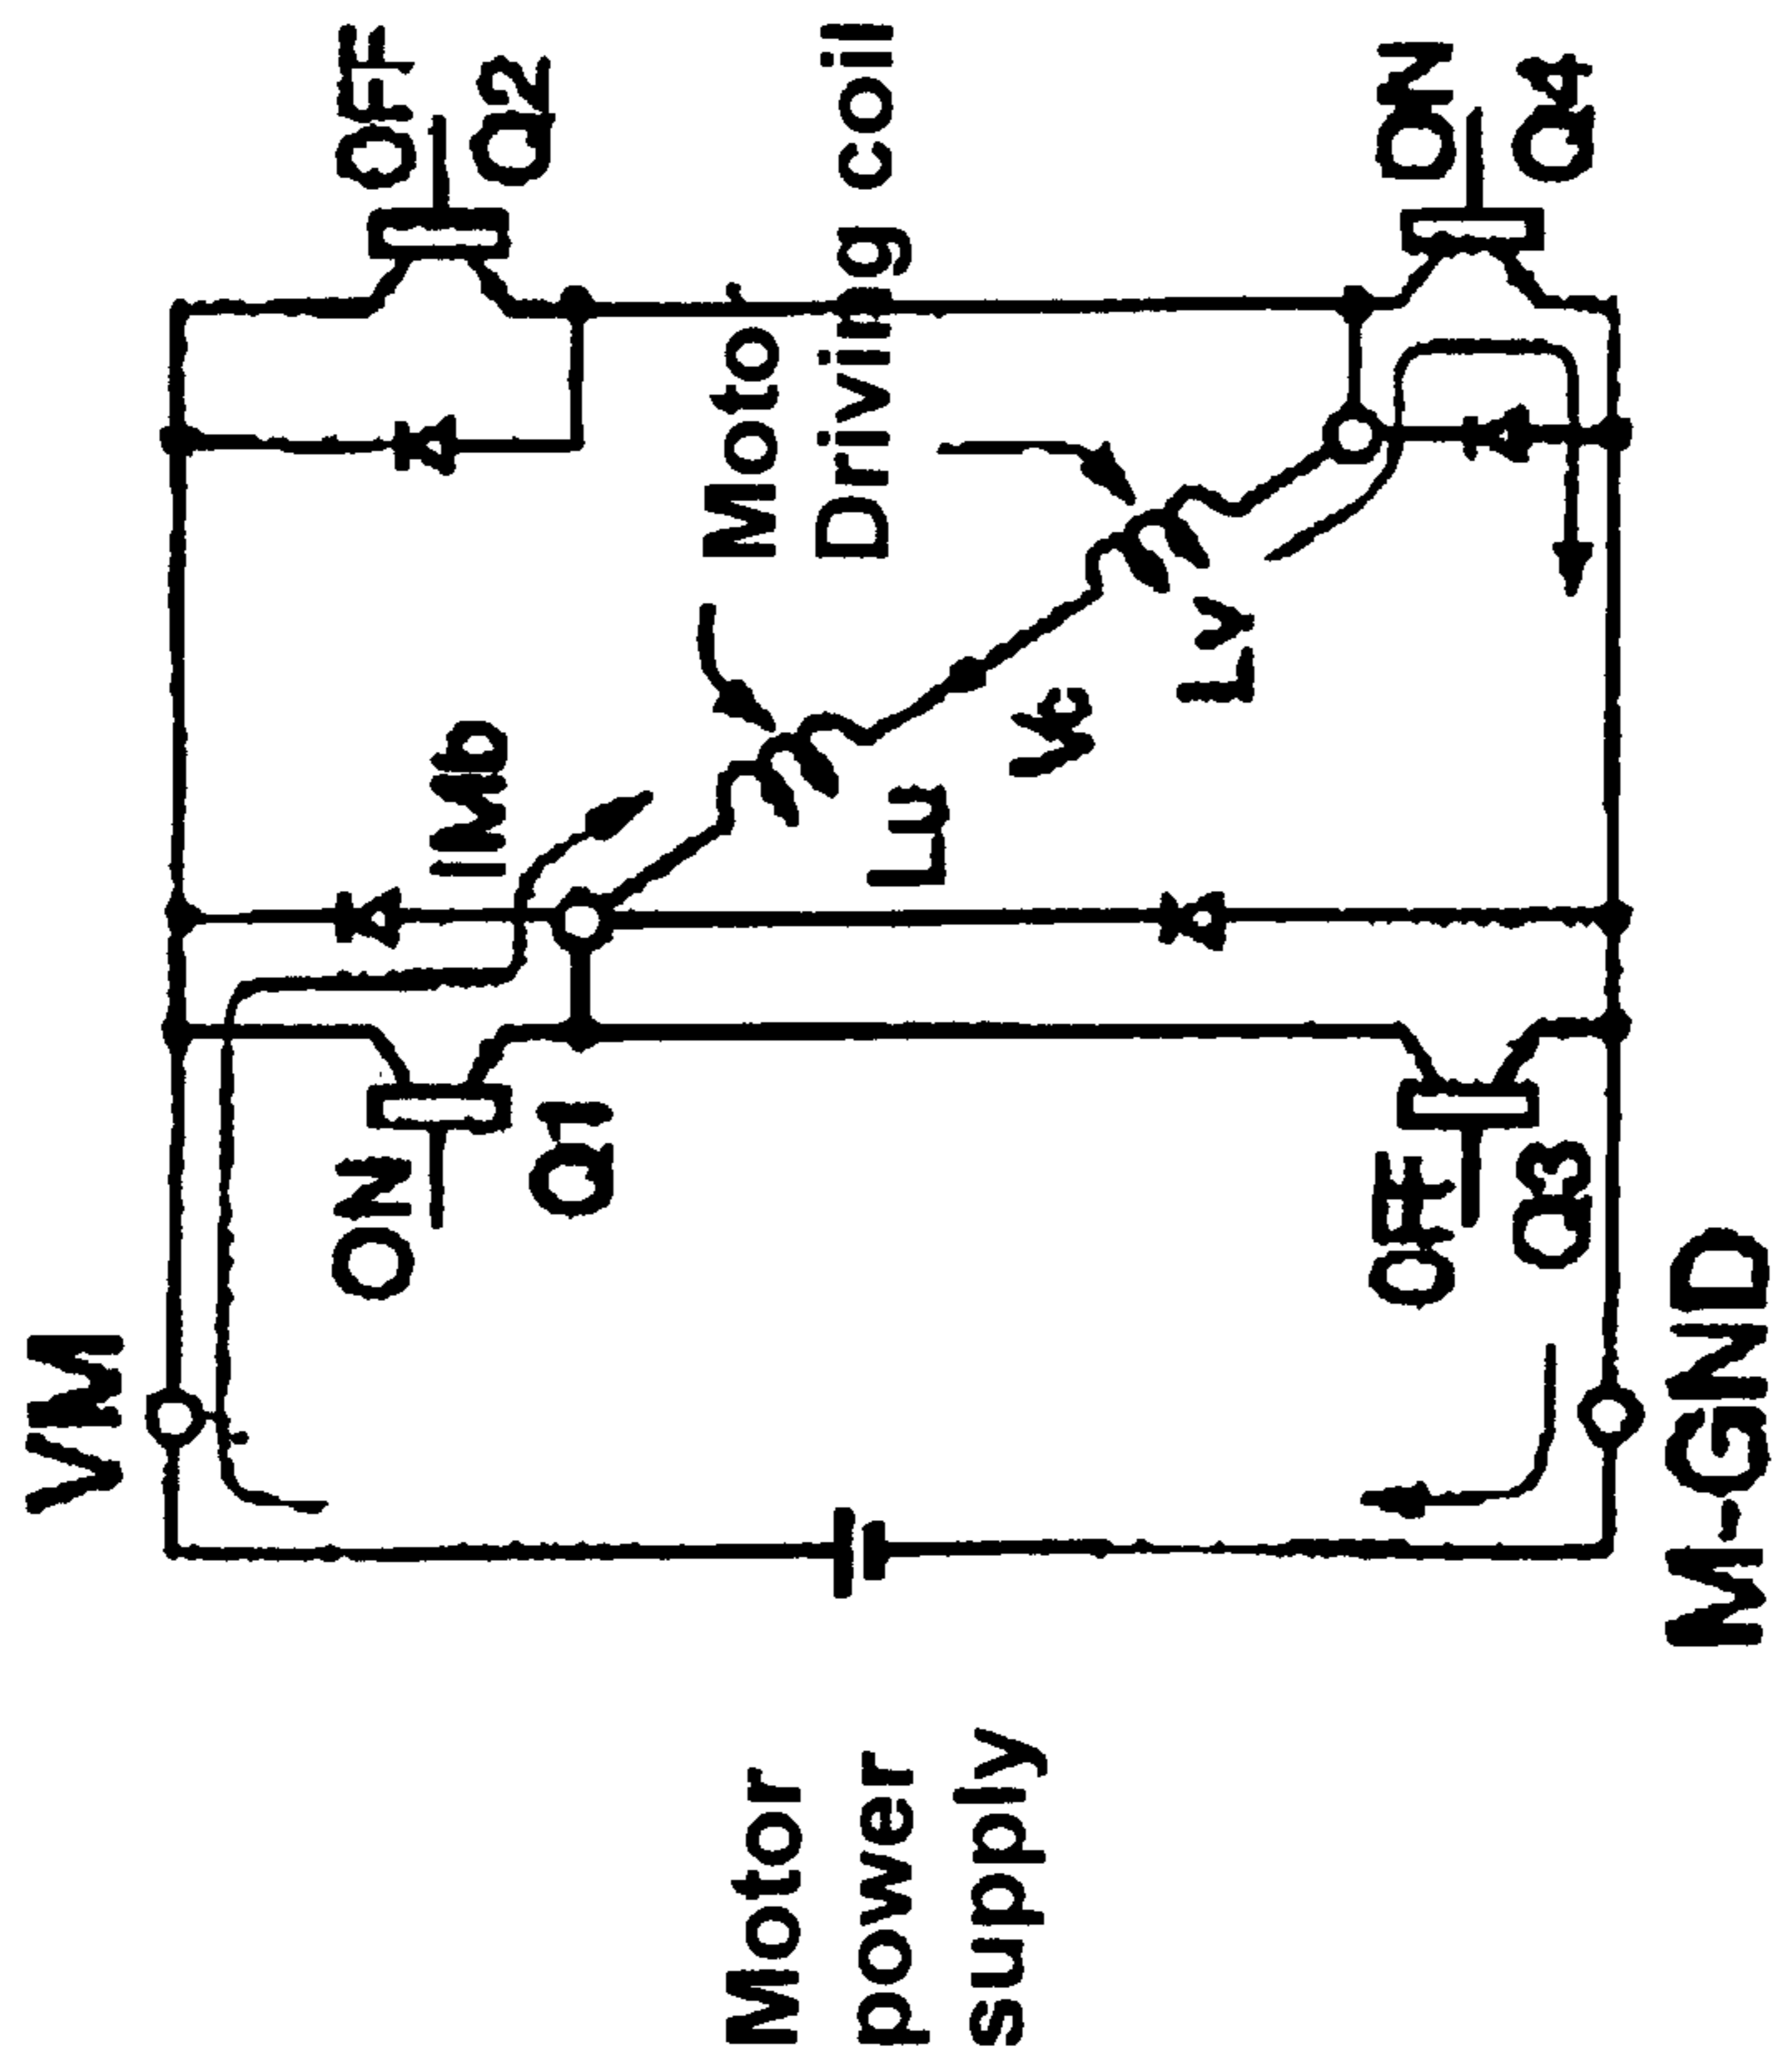 VM
ON
Q1
IMb
OFF
Q2
Motor
power
supply
Lu
Vc
Moto
Driving coil
Lv
OFF
Q3
ON
Q4
M-GND